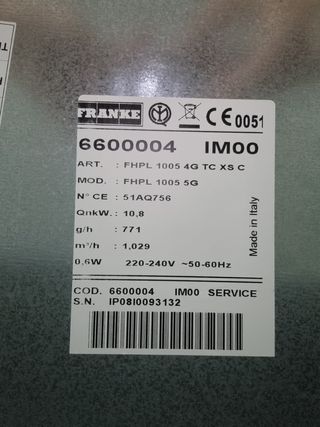 FRANKE CE 0051
6600004 IM00
ART. : FHPL 1005 4G TC XS C
MOD. : FHPL 1005 5G
N° CE : 51AQ756
QnkW. : 10,8
g/h : 771
m³/h : 1,029
0.6W 220-240V ~50-60Hz
Made in Italy
COD. 6600004 IM00 SERVICE
S.N. IP08I0093132